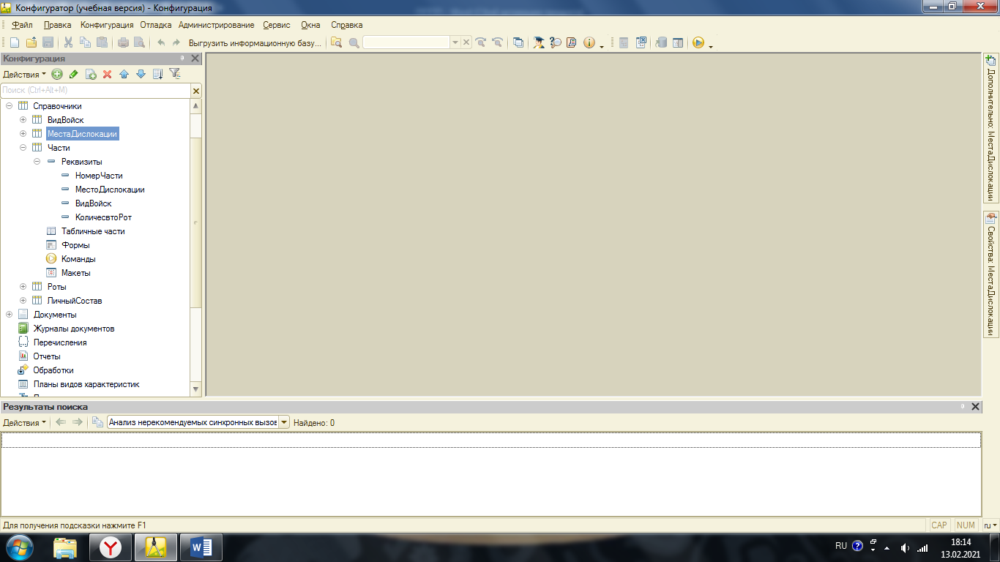 Конфигуратор (учебная версия) - Конфигурация
Файл Правка Конфигурация Отладка Администрирование Сервис Окна Справка
Выгрузить информационную базу...
Конфигурация
Действия
Поиск (Ctrl+Alt+M)
Справочники
ВидВойск
МестаДислокации
Части
Реквизиты
НомерЧасти
МестоДислокации
ВидВойск
КоличесвтоРот
Табличные части
Формы
Команды
Макеты
Роты
ЛичныйСостав
Документы
Журналы документов
Перечисления
Отчеты
Обработки
Планы видов характеристик
Дополнительно: МестаДислокации
Свойства: МестаДислокации
Результаты поиска
Действия Анализ нерекомендуемых синхронных вызов Найдено: 0
Для получения подсказки нажмите F1 CAP NUM ru
RU 18:14
13.02.2021